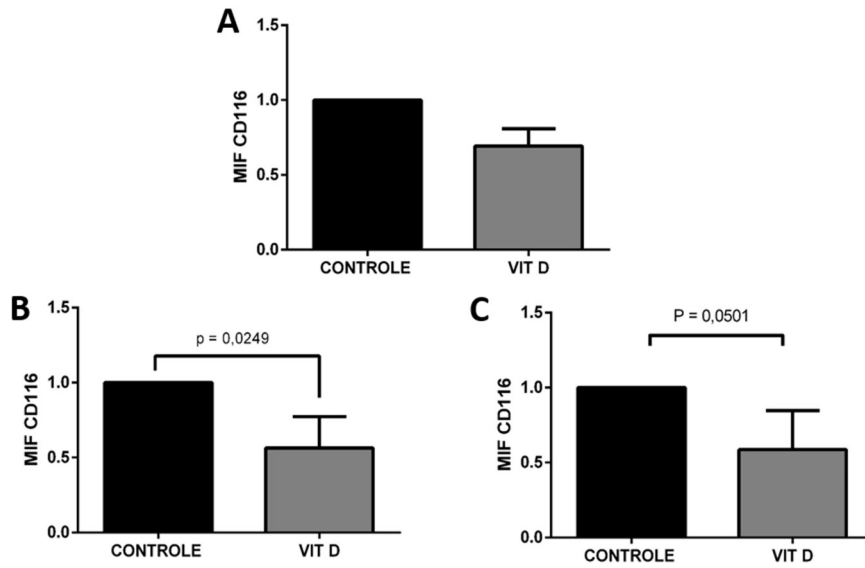 A
MIF CD116
1.5
1.0
0.5
0.0
CONTROLE
VIT D
B
MIF CD116
1.5
1.0
0.5
0.0
p = 0,0249
CONTROLE
VIT D
C
MIF CD116
1.5
1.0
0.5
0.0
P = 0,0501
CONTROLE
VIT D